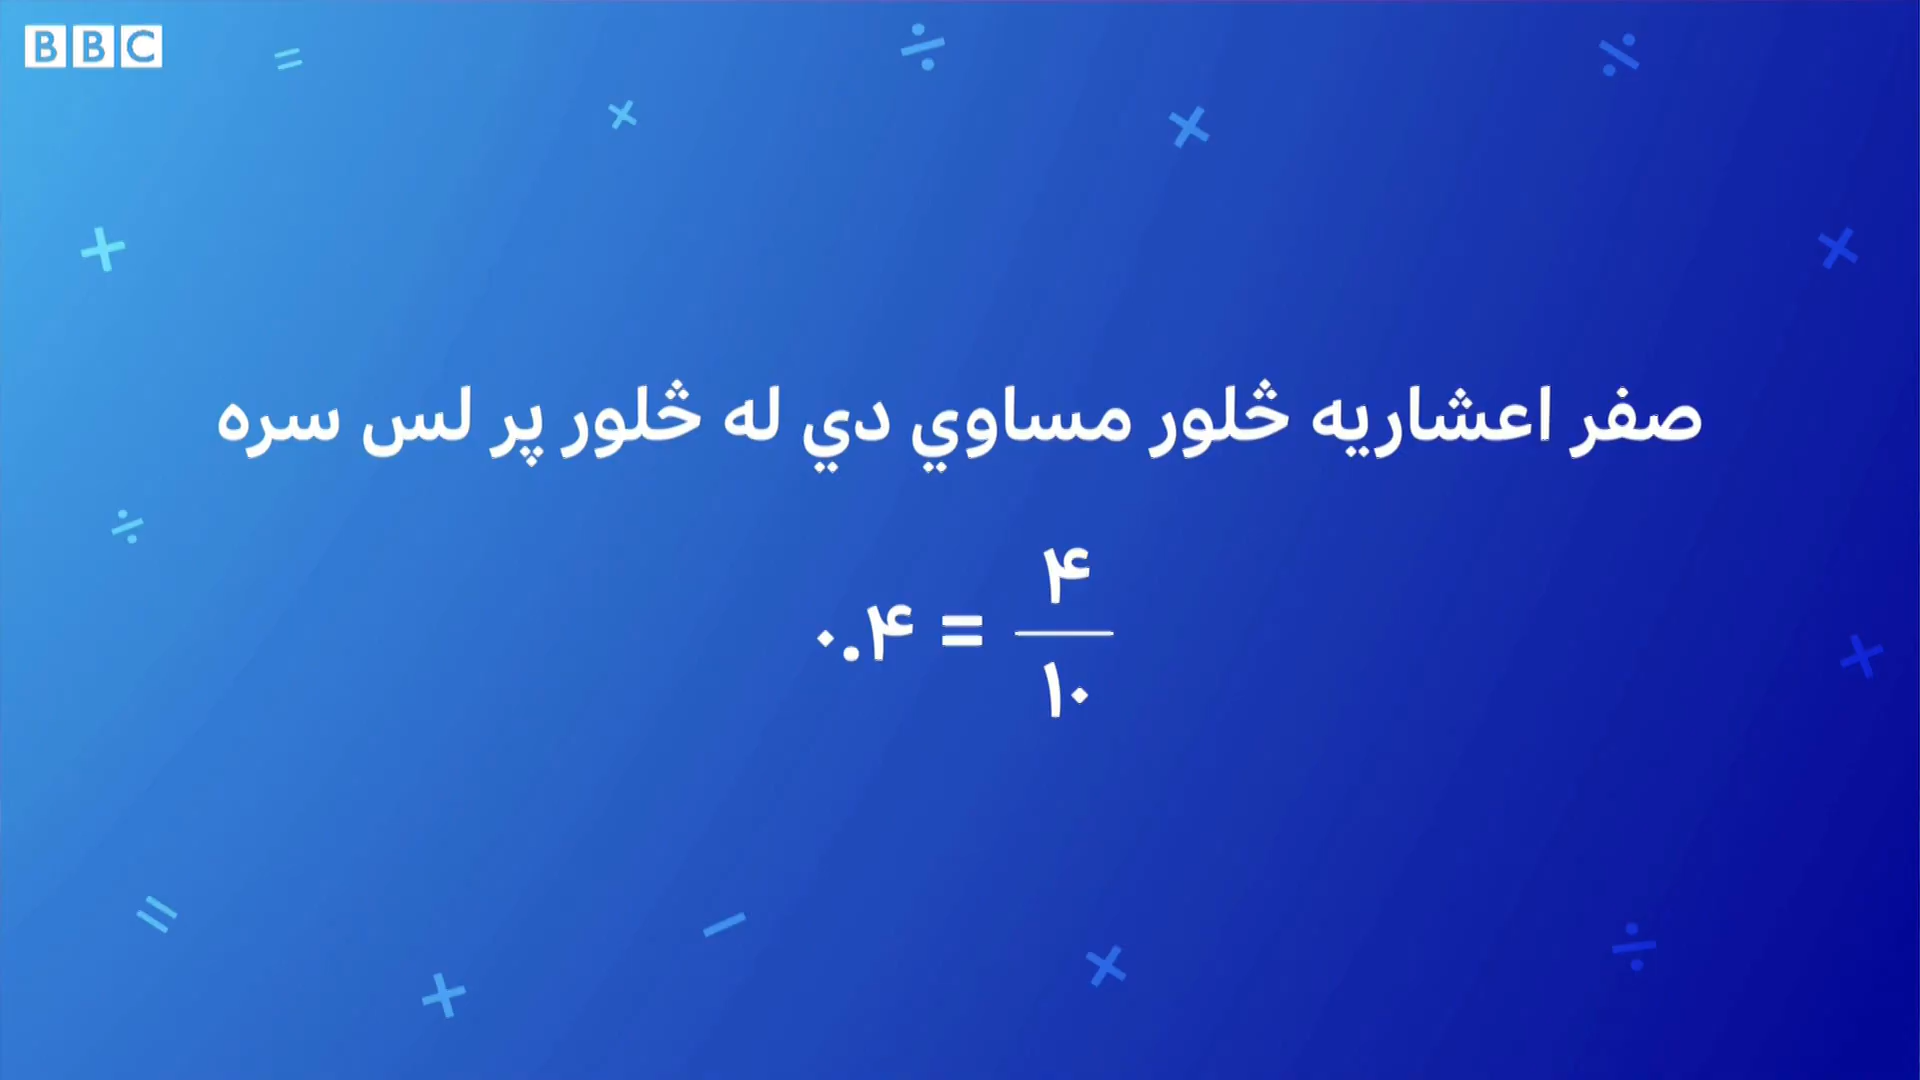 BBC
صفر اعشاریه څلور مساوي دي له څلور پر لس سره
۰.۴ = ۴
۱۰